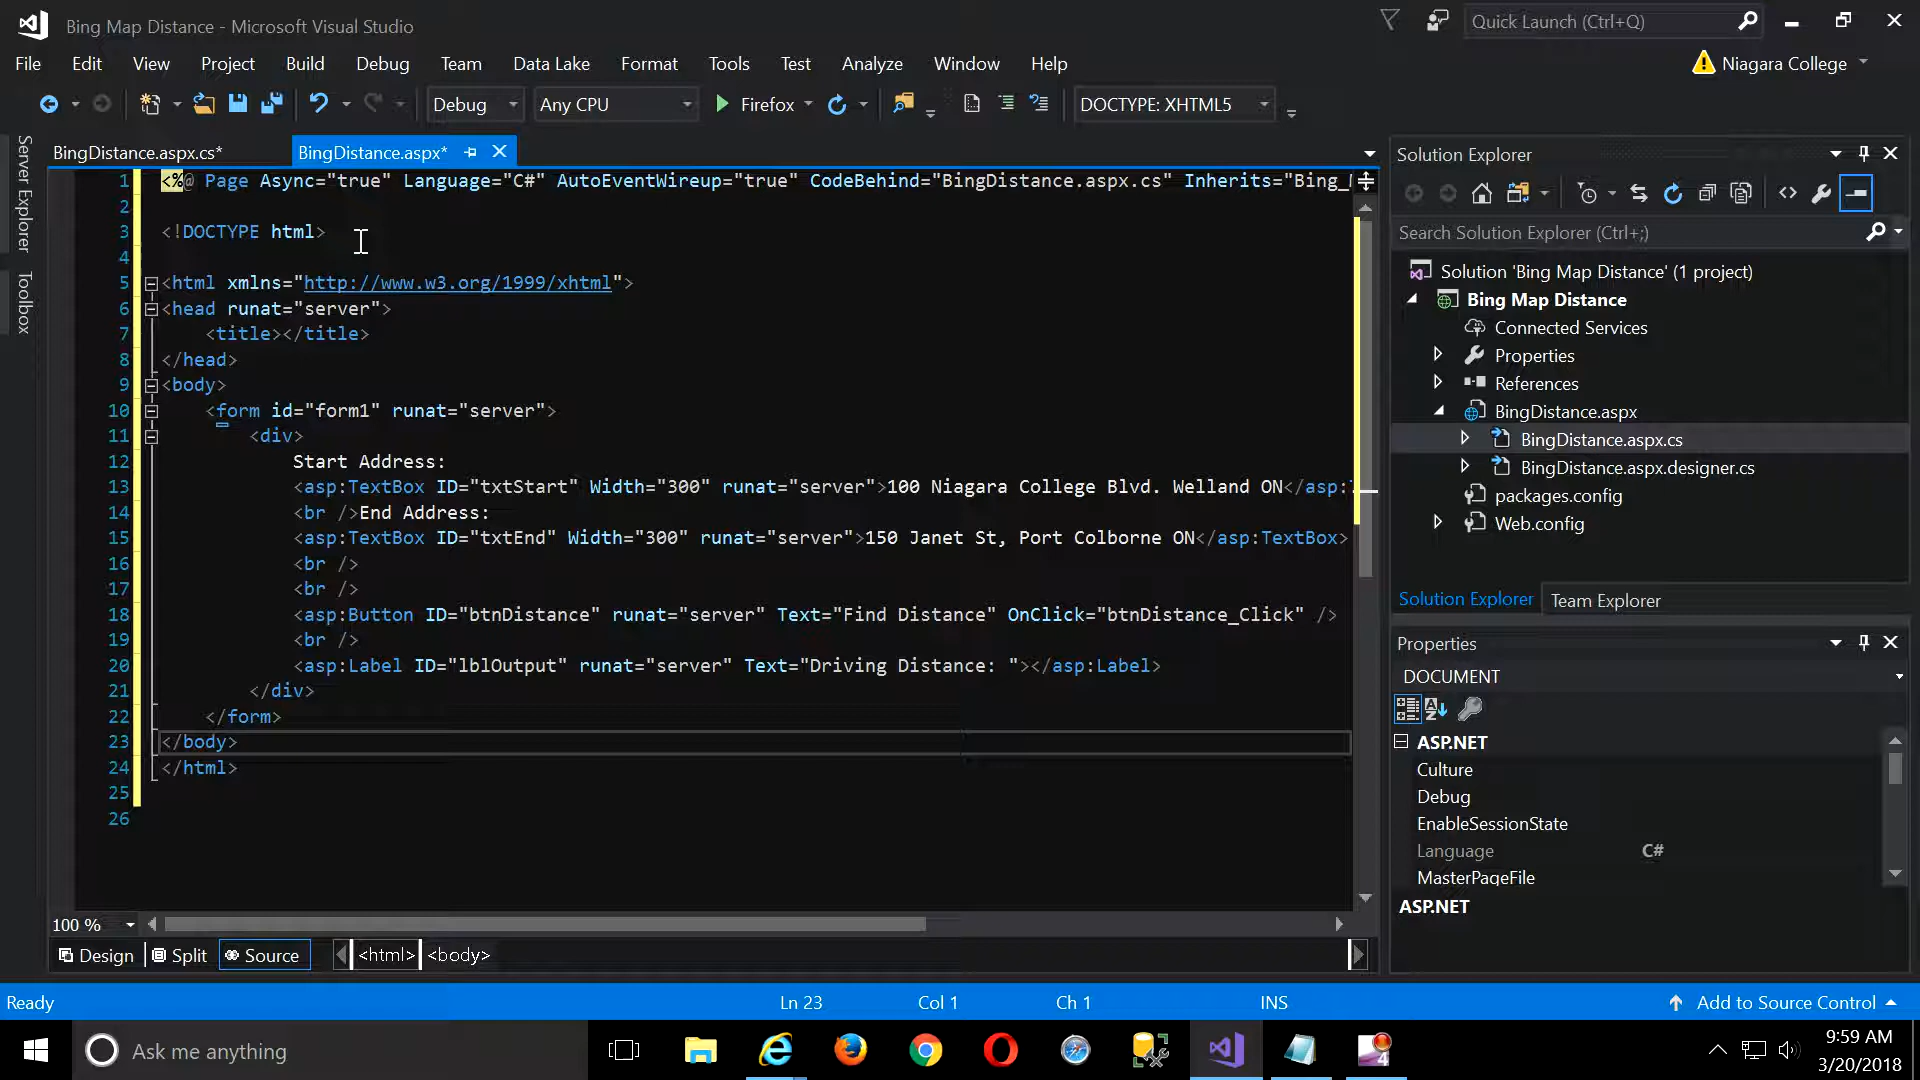 Bing Map Distance - Microsoft Visual Studio
Quick Launch (Ctrl+Q)
File Edit View Project Build Debug Team Data Lake Format Tools Test Analyze Window Help
Niagara College
Debug Any CPU Firefox DOCTYPE: XHTML5
Server Explorer
Toolbox
BingDistance.aspx.cs* BingDistance.aspx*
1 <%@ Page Async="true" Language="C#" AutoEventWireup="true" CodeBehind="BingDistance.aspx.cs" Inherits="Bing_
2
3 <!DOCTYPE html>
4
5 <html xmlns="http://www.w3.org/1999/xhtml">
6 <head runat="server">
7 <title></title>
8 </head>
9 <body>
10 <form id="form1" runat="server">
11 <div>
12 Start Address:
13 <asp:TextBox ID="txtStart" Width="300" runat="server">100 Niagara College Blvd. Welland ON</asp:
14 <br />End Address:
15 <asp:TextBox ID="txtEnd" Width="300" runat="server">150 Janet St, Port Colborne ON</asp:TextBox>
16 <br />
17 <br />
18 <asp:Button ID="btnDistance" runat="server" Text="Find Distance" OnClick="btnDistance_Click" />
19 <br />
20 <asp:Label ID="lblOutput" runat="server" Text="Driving Distance: "></asp:Label>
21 </div>
22 </form>
23 </body>
24 </html>
25
26
100 %
Design Split Source <html> <body>
Solution Explorer
Search Solution Explorer (Ctrl+;)
Solution 'Bing Map Distance' (1 project)
Bing Map Distance
Connected Services
Properties
References
BingDistance.aspx
BingDistance.aspx.cs
BingDistance.aspx.designer.cs
packages.config
Web.config
Solution Explorer Team Explorer
Properties
DOCUMENT
ASP.NET
Culture
Debug
EnableSessionState
Language C#
MasterPageFile
ASP.NET
Ready Ln 23 Col 1 Ch 1 INS Add to Source Control
Ask me anything
4
9:59 AM
3/20/2018